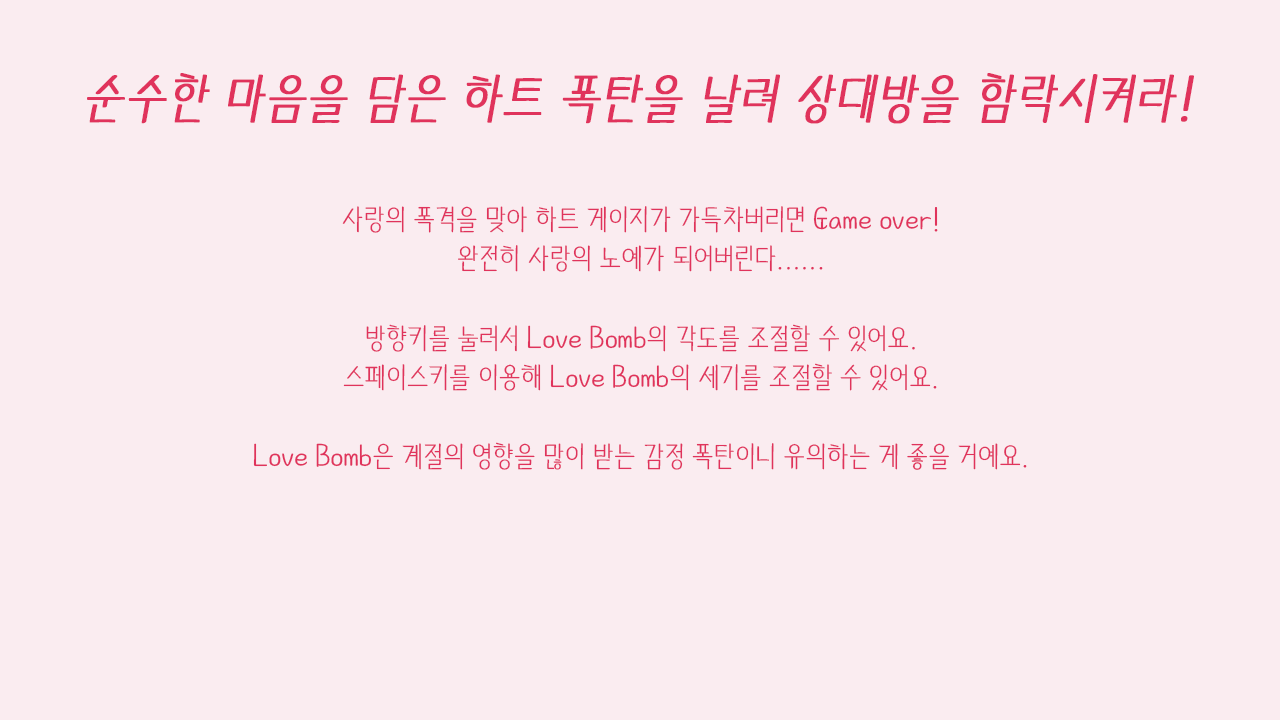 순수한 마음을 담은 하트 폭탄을 날려 상대방을 함락시켜라!
사랑의 폭격을 맞아 하트 게이지가 가득차버리면 Game over!
완전히 사랑의 노예가 되어버린다......
방향키를 눌러서 Love Bomb의 각도를 조절할 수 있어요.
스페이스키를 이용해 Love Bomb의 세기를 조절할 수 있어요.
Love Bomb은 계절의 영향을 많이 받는 감정 폭탄이니 유의하는 게 좋을 거예요.